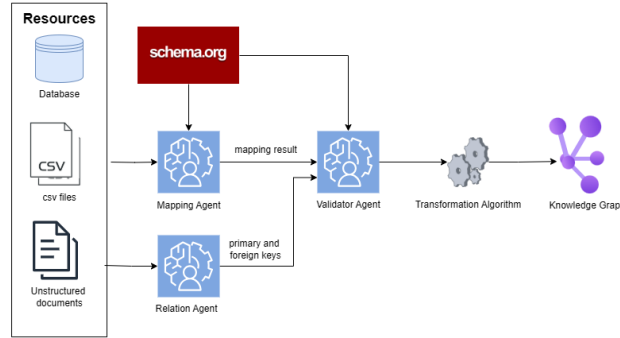 Resources
schema.org
Database
CSV
csv files
mapping result
Mapping Agent
Validator Agent
Transformation Algorithm
Knowledge Grap
primary and
foreign keys
Unstructured
documents
Relation Agent